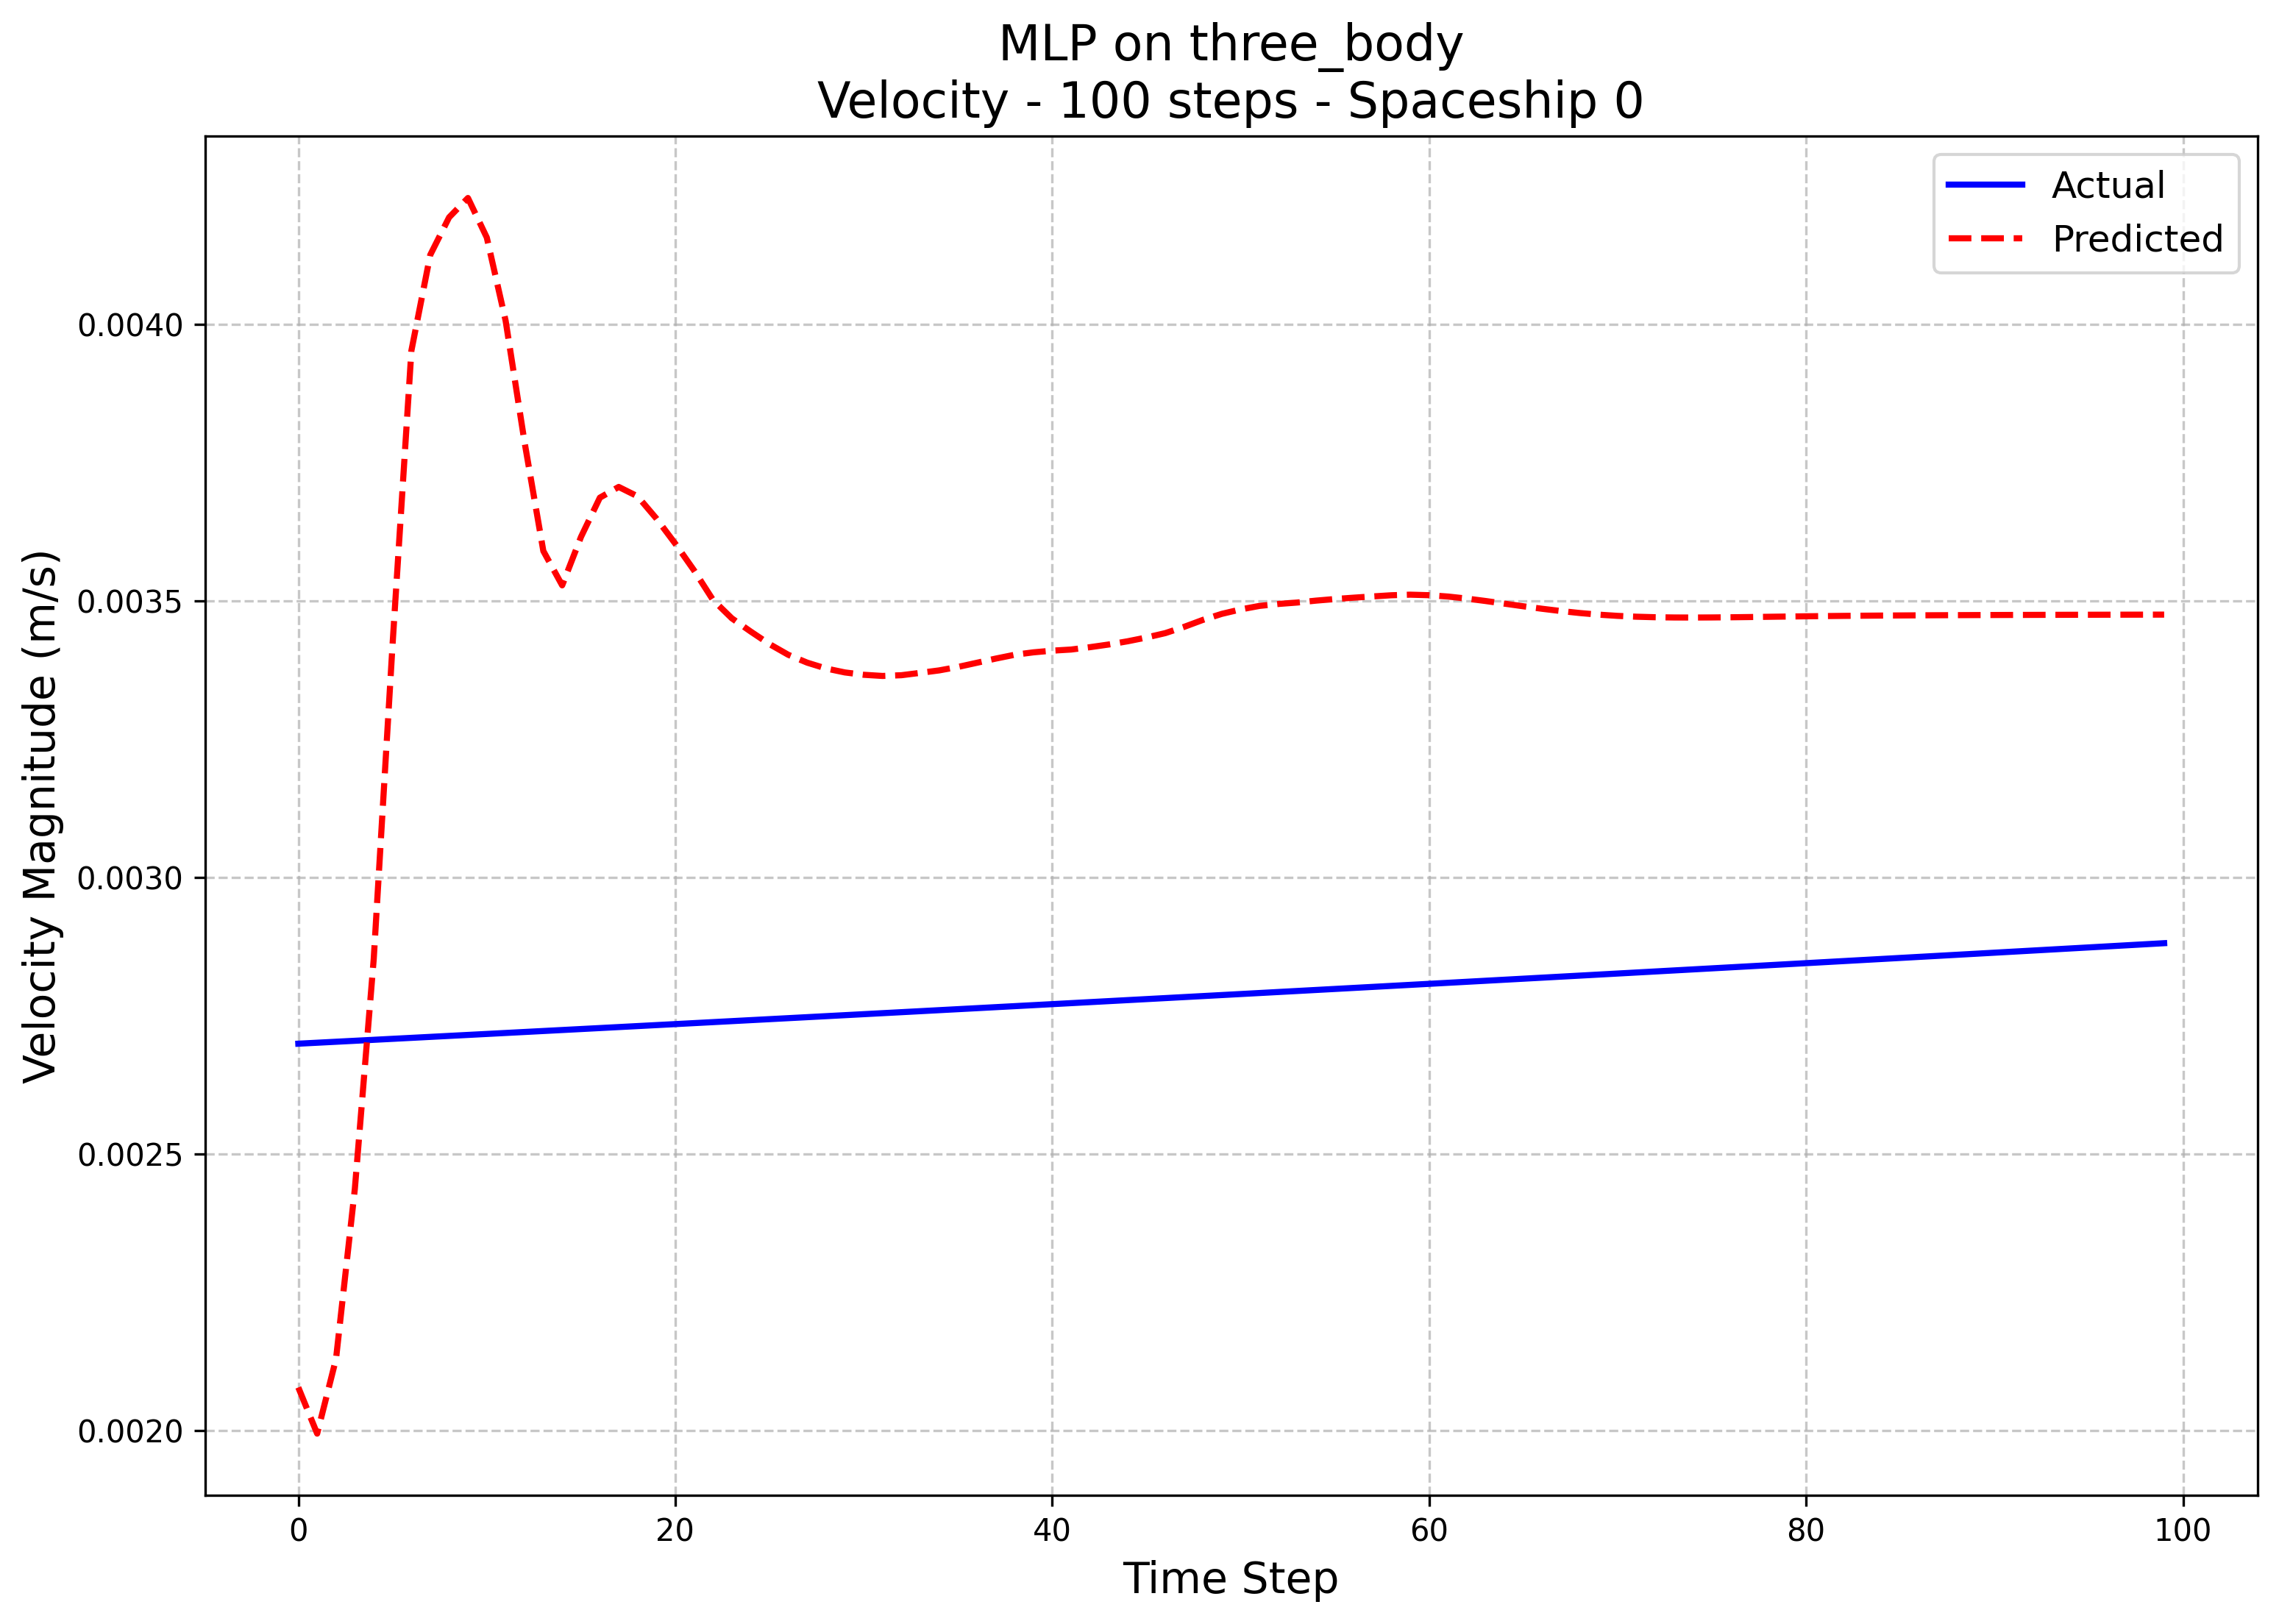 MLP on three_body
Velocity - 100 steps - Spaceship 0
Actual
Predicted
Velocity Magnitude (m/s)
0.0040
0.0035
0.0030
0.0025
0.0020
0
20
40
60
80
100
Time Step